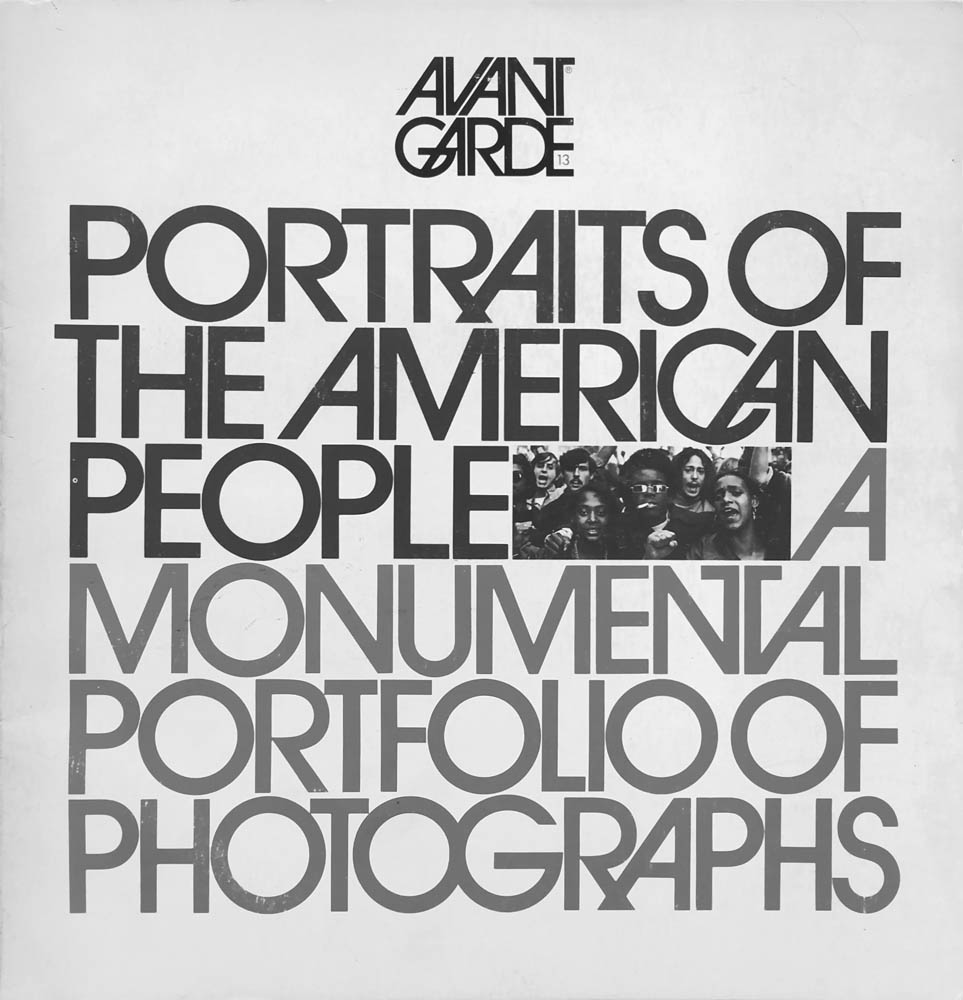 AVANT®
GARDE 13
PORTRAITS OF
THE AMERICAN
PEOPLE A
MONUMENTAL
PORTFOLIO OF
PHOTOGRAPHS